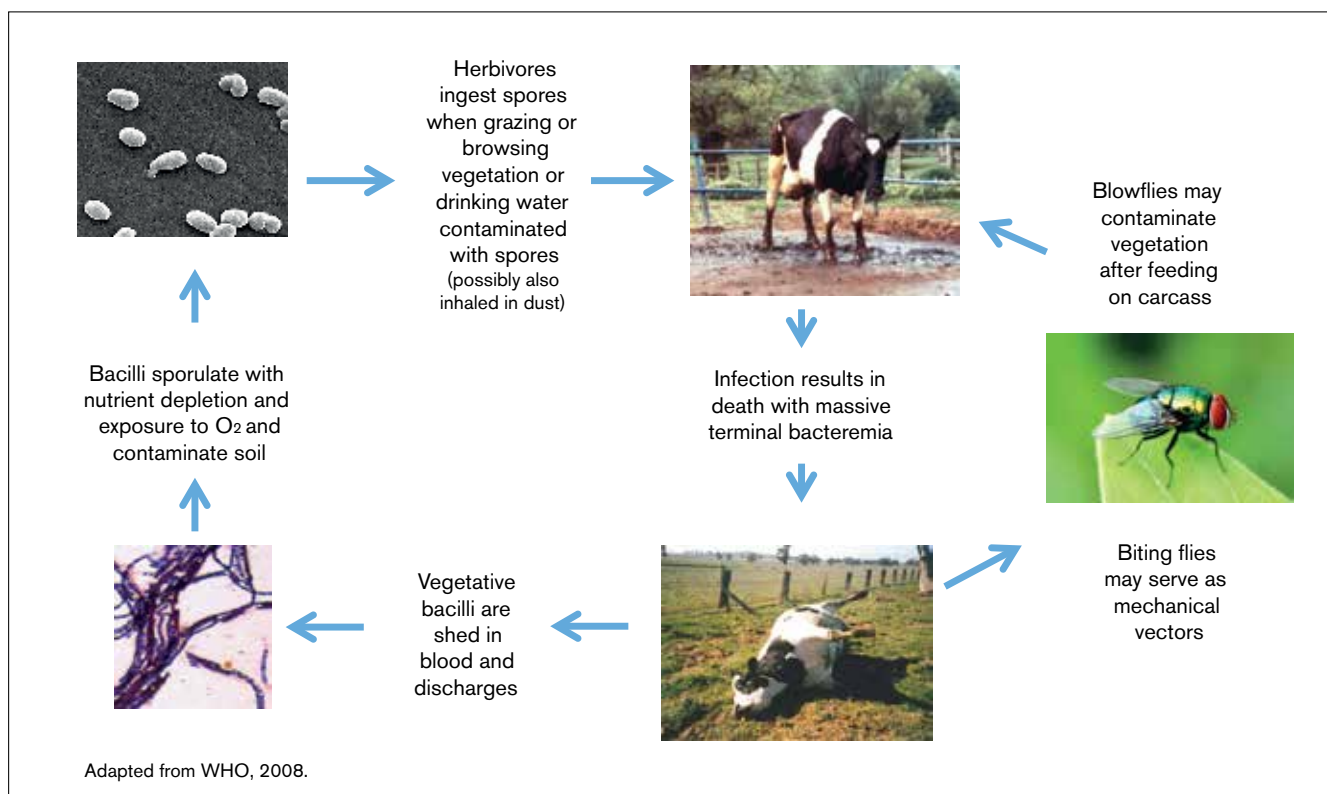 Herbivores
ingest spores
when grazing or
browsing
vegetation or
drinking water
contaminated
with spores
(possibly also
inhaled in dust)
Blowflies may
contaminate
vegetation
after feeding
on carcass
Bacilli sporulate with
nutrient depletion and
exposure to O2 and
contaminate soil
Infection results in
death with massive
terminal bacteremia
Biting flies
may serve as
mechanical
vectors
Vegetative
bacilli are
shed in
blood and
discharges
Adapted from WHO, 2008.